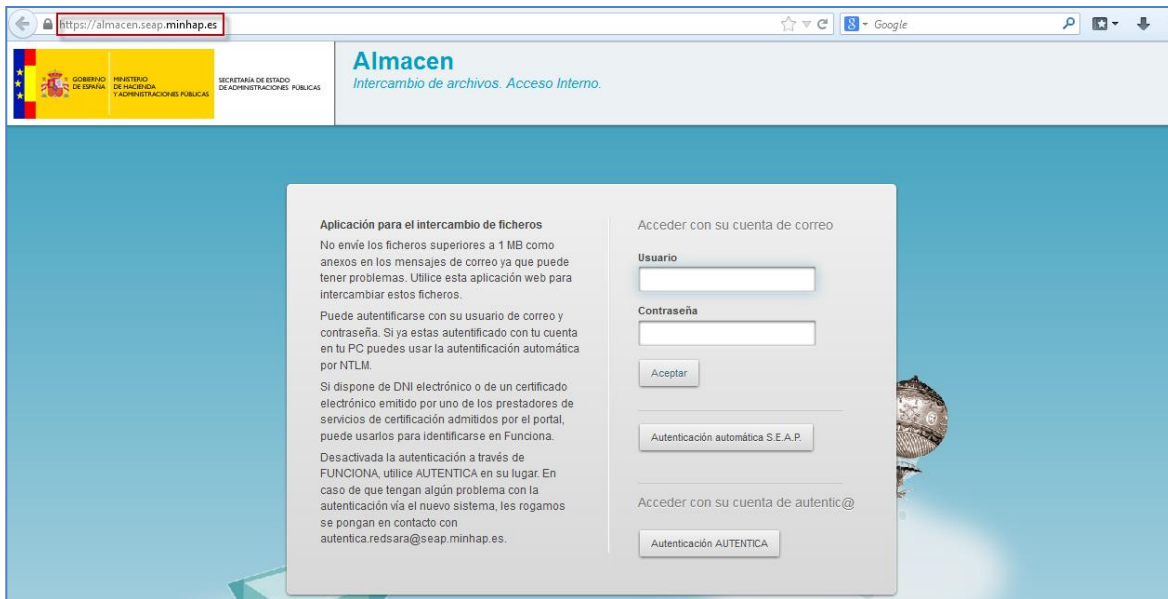 https://almacen.seap.minhap.es
Google
GOBIERNO
DE ESPAÑA
MINISTERIO
DE HACIENDA
Y ADMINISTRACIONES PÚBLICAS
SECRETARÍA DE ESTADO
DE ADMINISTRACIONES PÚBLICAS
Almacen
Intercambio de archivos. Acceso Interno.
Aplicación para el intercambio de ficheros
No envíe los ficheros superiores a 1 MB como
anexos en los mensajes de correo ya que puede
tener problemas. Utilice esta aplicación web para
intercambiar estos ficheros.
Puede autentificarse con su usuario de correo y
contraseña. Si ya estas autentificado con tu cuenta
en tu PC puedes usar la autentificación automática
por NTLM.
Si dispone de DNI electrónico o de un certificado
electrónico emitido por uno de los prestadores de
servicios de certificación admitidos por el portal,
puede usarlos para identificarse en Funciona.
Desactivada la autenticación a través de
FUNCIONA, utilice AUTENTICA en su lugar. En
caso de que tengan algún problema con la
autenticación vía el nuevo sistema, les rogamos
se pongan en contacto con
autentica.redsara@seap.minhap.es.
Acceder con su cuenta de correo
Usuario
Contraseña
Aceptar
Autenticación automática S.E.A.P.
Acceder con su cuenta de autentic@
Autenticación AUTENTICA